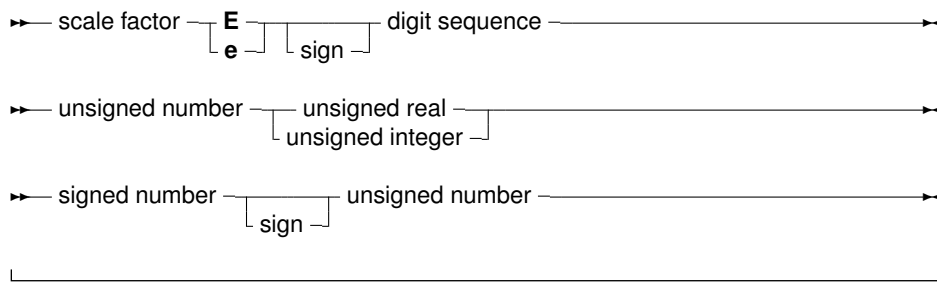 scale factor E sign digit sequence
e
unsigned number unsigned real
unsigned integer
signed number unsigned number
sign